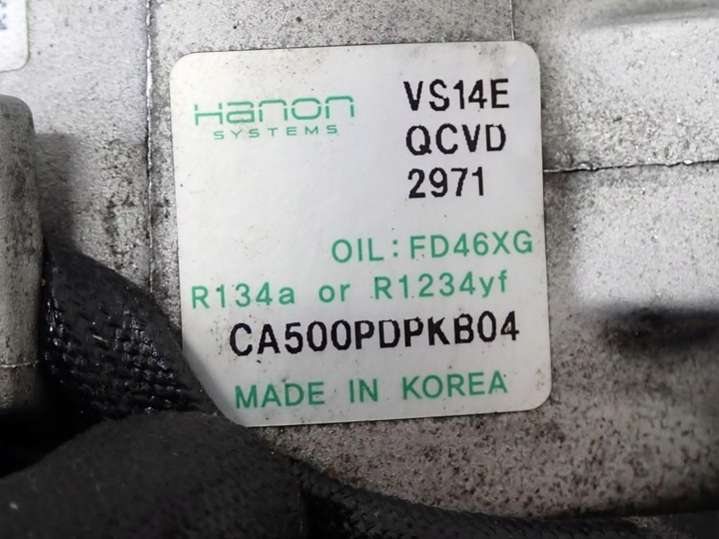 Hanon
SYSTEMS
VS14E
QCVD
2971
OIL: FD46XG
R134a or R1234yf
CA500PDPKB04
MADE IN KOREA